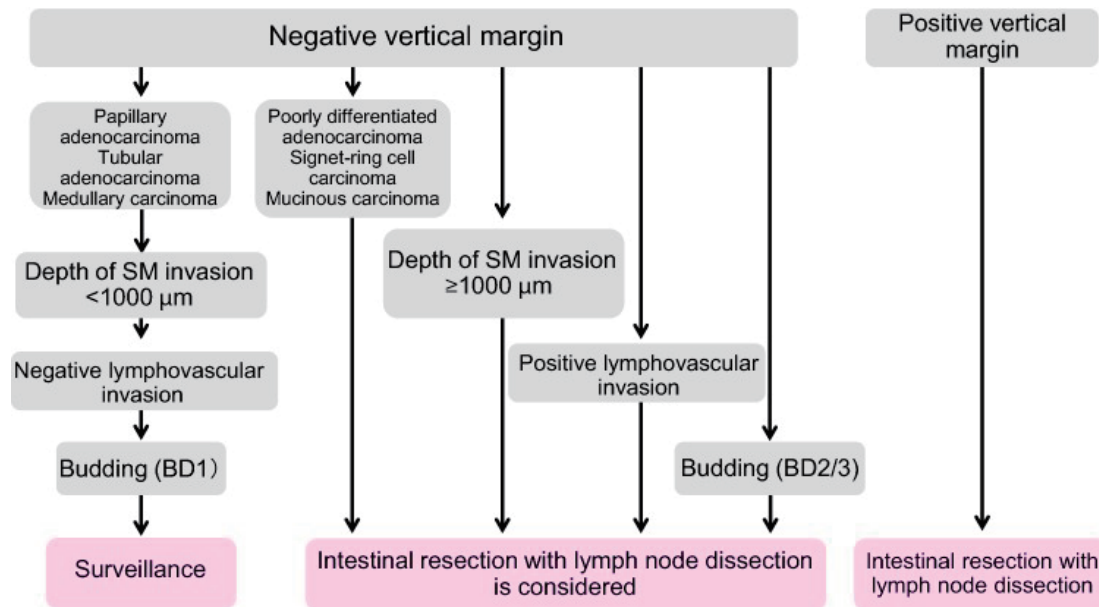 Negative vertical margin
Positive vertical
margin
Papillary
adenocarcinoma
Tubular
adenocarcinoma
Medullary carcinoma
Poorly differentiated
adenocarcinoma
Signet-ring cell
carcinoma
Mucinous carcinoma
Depth of SM invasion
<1000 µm
Depth of SM invasion
≥1000 µm
Negative lymphovascular
invasion
Positive lymphovascular
invasion
Budding (BD1)
Budding (BD2/3)
Surveillance
Intestinal resection with lymph node dissection
is considered
Intestinal resection with
lymph node dissection